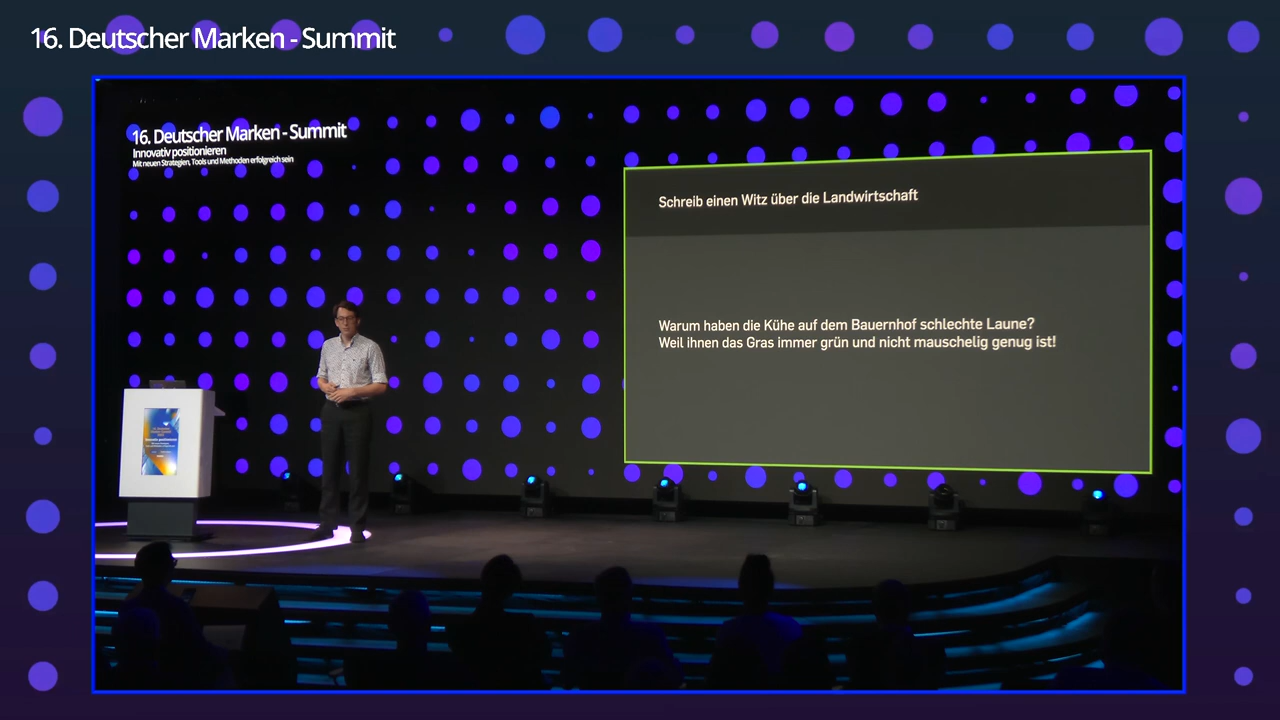 16. Deutscher Marken - Summit
16. Deutscher Marken - Summit
Innovativ positionieren
Mit neuen Strategien, Tools und Methoden erfolgreich sein
Schreib einen Witz über die Landwirtschaft
Warum haben die Kühe auf dem Bauernhof schlechte Laune?
Weil ihnen das Gras immer grün und nicht mauschelig genug ist!